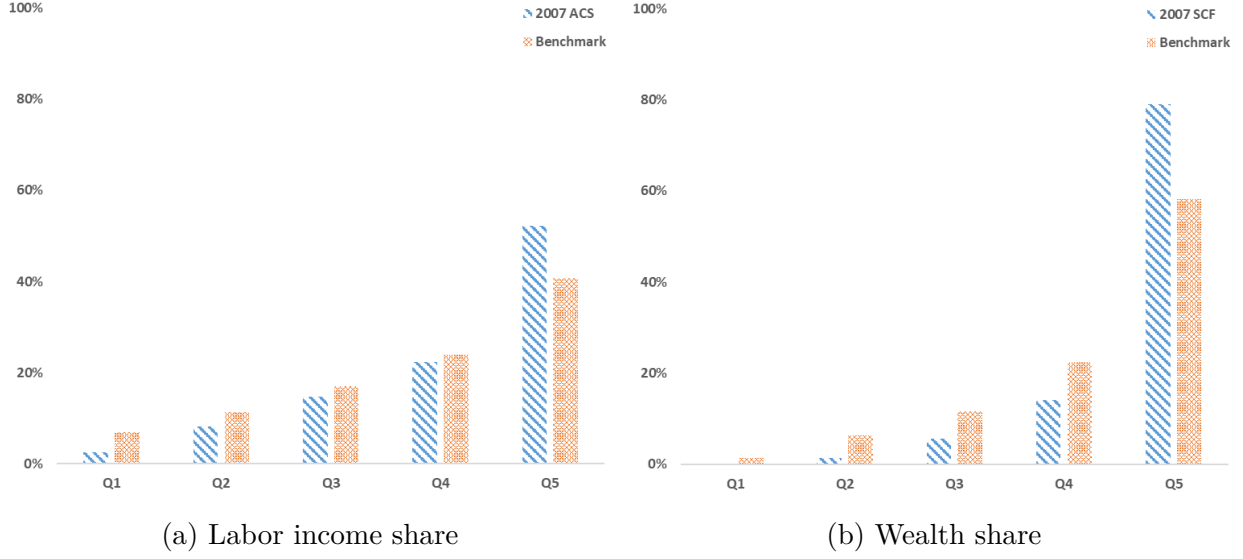 100%
80%
60%
40%
20%
0%
2007 ACS
Benchmark
Q1 Q2 Q3 Q4 Q5
(a) Labor income share
100%
80%
60%
40%
20%
0%
2007 SCF
Benchmark
Q1 Q2 Q3 Q4 Q5
(b) Wealth share